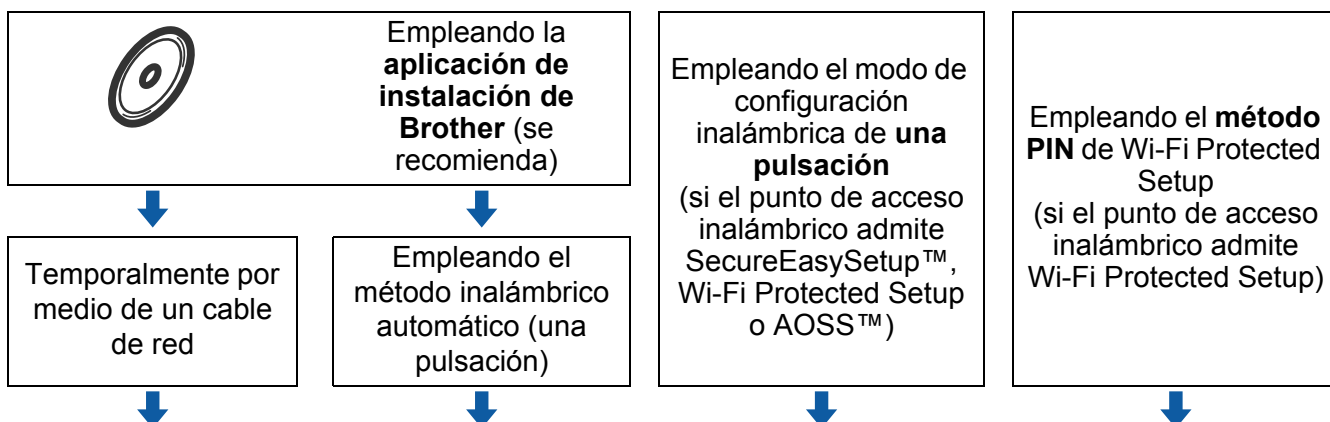 Empleando la
aplicación de
instalación de
Brother (se
recomienda)
Empleando el modo de
configuración
inalámbrica de una
pulsación
(si el punto de acceso
inalámbrico admite
SecureEasySetup™,
Wi-Fi Protected Setup
o AOSS™)
Empleando el método
PIN de Wi-Fi Protected
Setup
(si el punto de acceso
inalámbrico admite
Wi-Fi Protected Setup)
Temporalmente por
medio de un cable
de red
Empleando el
método inalámbrico
automático (una
pulsación)